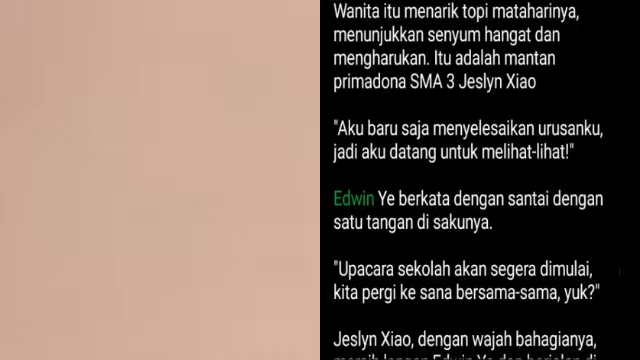 Wanita itu menarik topi mataharinya,
menunjukkan senyum hangat dan
mengharukan. Itu adalah mantan
primadona SMA 3 Jeslyn Xiao
"Aku baru saja menyelesaikan urusanku,
jadi aku datang untuk melihat-lihat!"
Edwin Ye berkata dengan santai dengan
satu tangan di sakunya.
"Upacara sekolah akan segera dimulai,
kita pergi ke sana bersama-sama, yuk?"
Jeslyn Xiao, dengan wajah bahagianya,